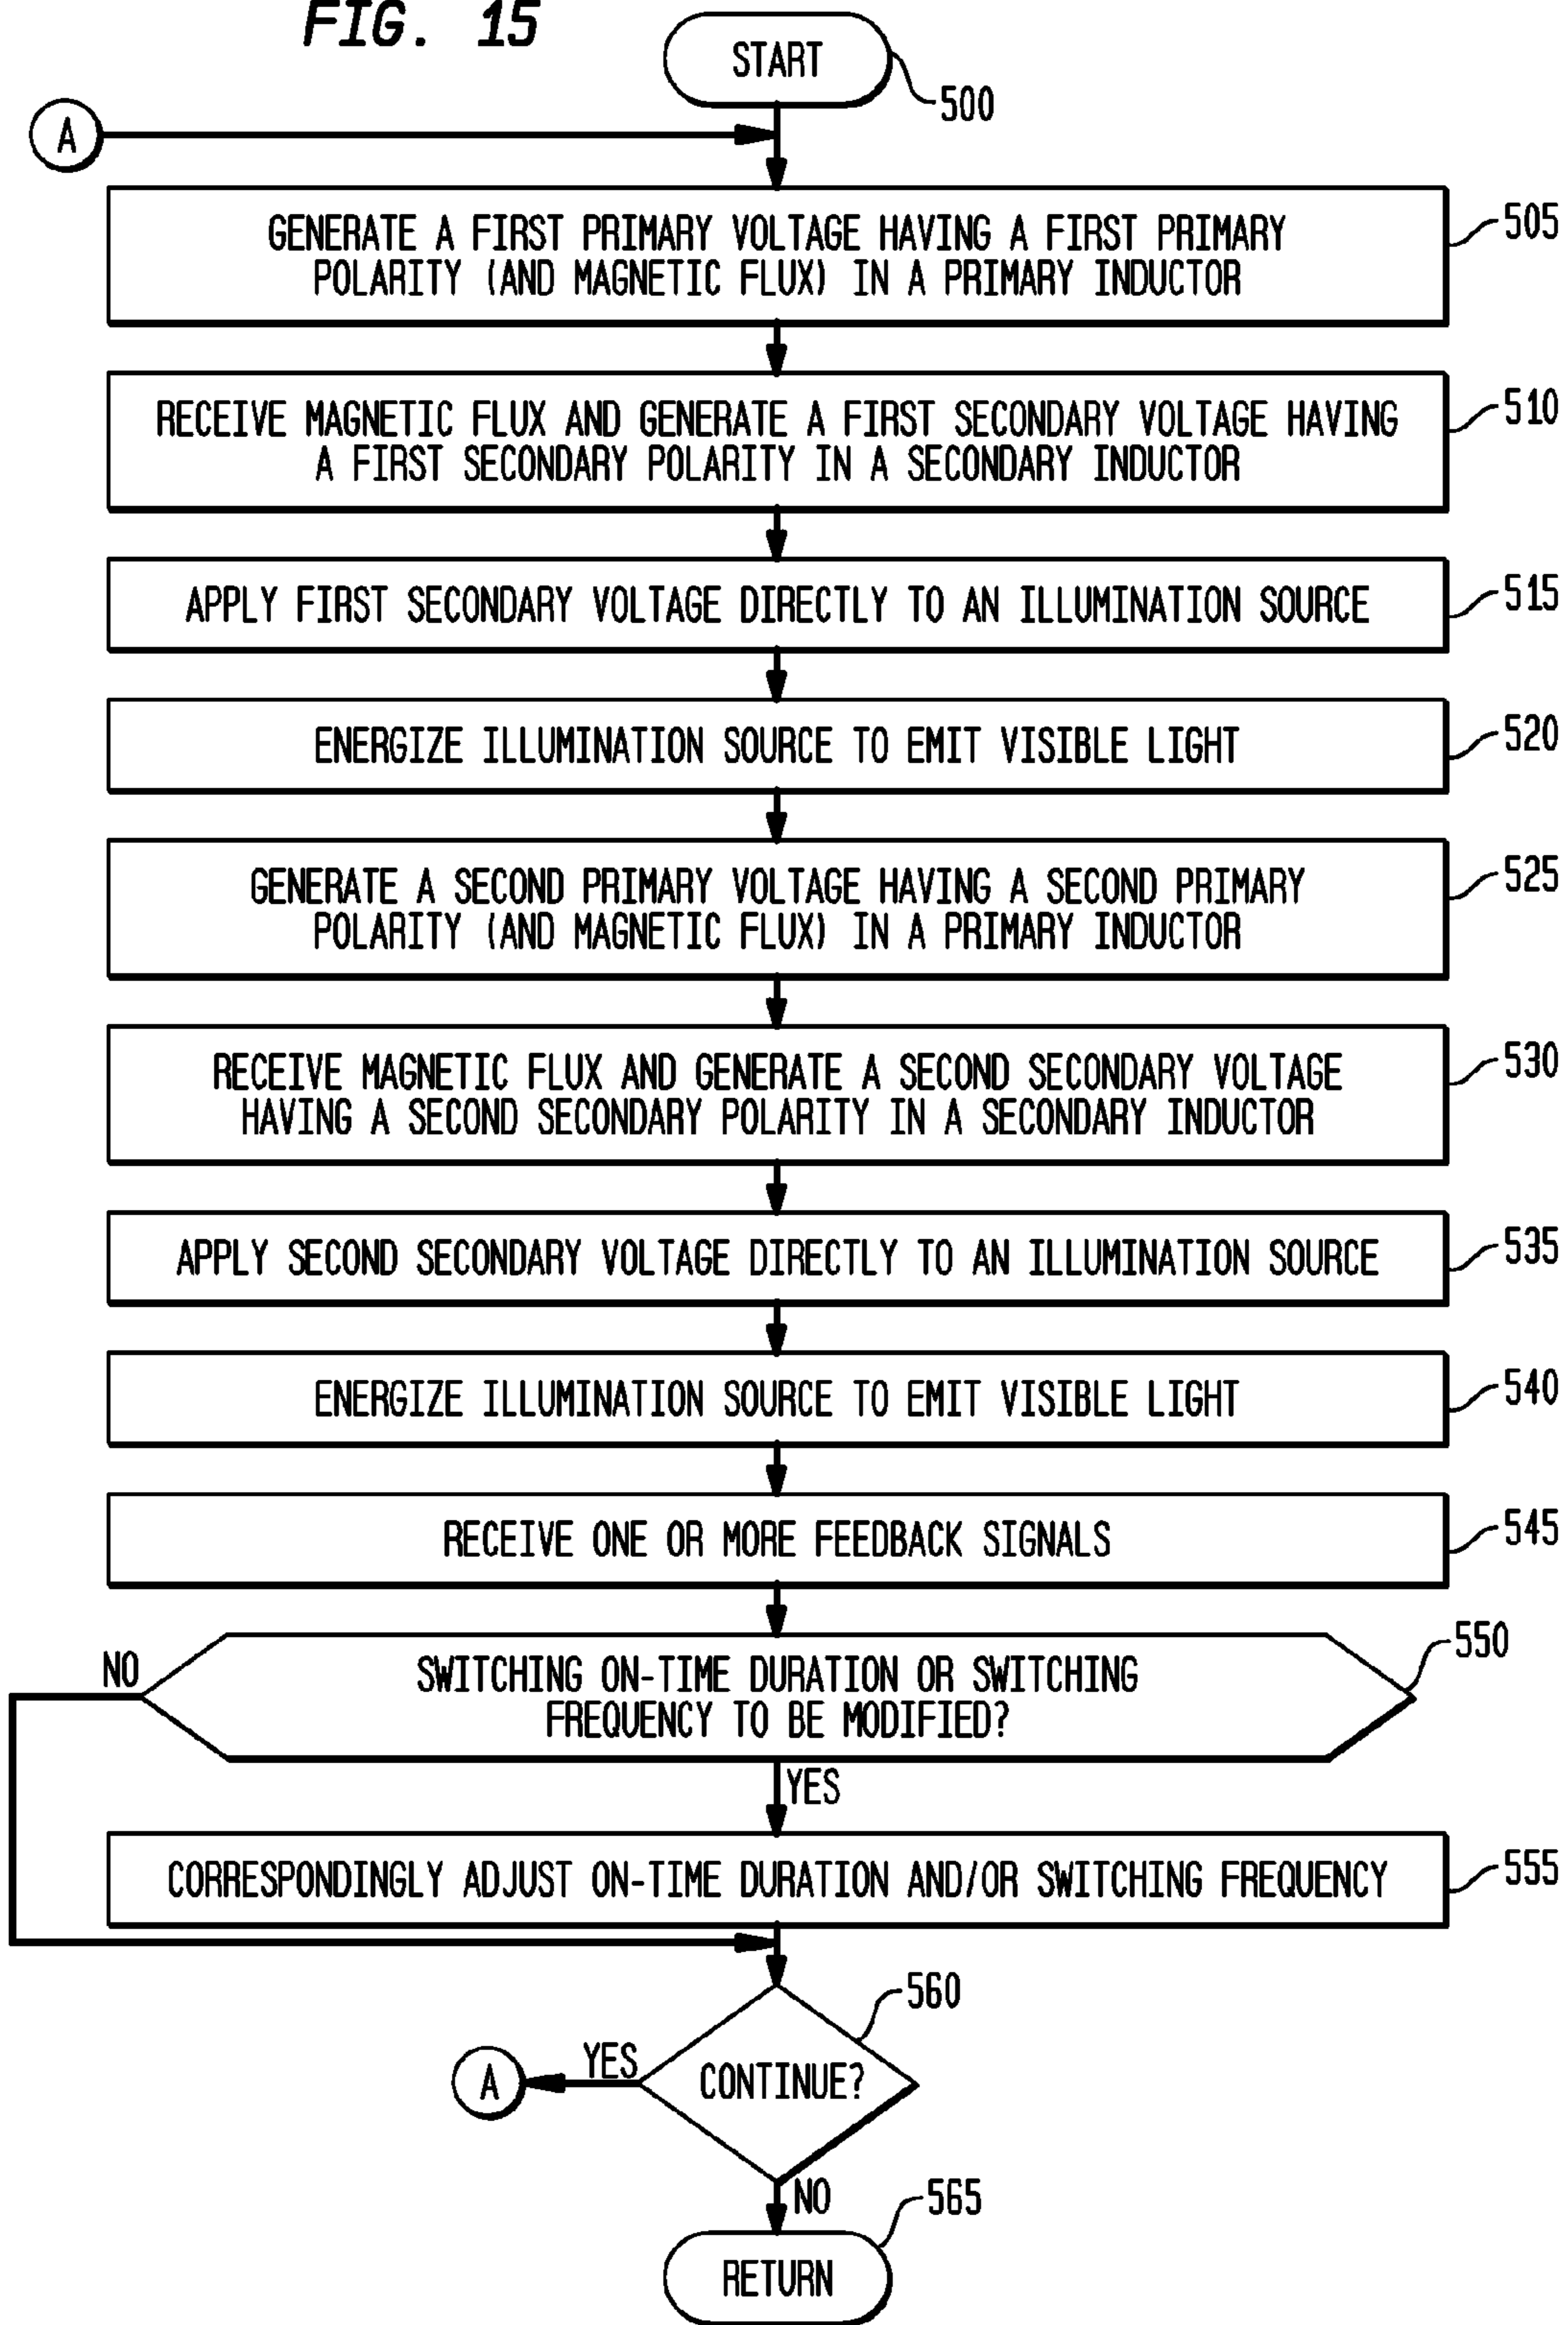 FIG. 15
START
500
A
GENERATE A FIRST PRIMARY VOLTAGE HAVING A FIRST PRIMARY
POLARITY (AND MAGNETIC FLUX) IN A PRIMARY INDUCTOR
505
RECEIVE MAGNETIC FLUX AND GENERATE A FIRST SECONDARY VOLTAGE HAVING
A FIRST SECONDARY POLARITY IN A SECONDARY INDUCTOR
510
APPLY FIRST SECONDARY VOLTAGE DIRECTLY TO AN ILLUMINATION SOURCE
515
ENERGIZE ILLUMINATION SOURCE TO EMIT VISIBLE LIGHT
520
GENERATE A SECOND PRIMARY VOLTAGE HAVING A SECOND PRIMARY
POLARITY (AND MAGNETIC FLUX) IN A PRIMARY INDUCTOR
525
RECEIVE MAGNETIC FLUX AND GENERATE A SECOND SECONDARY VOLTAGE
HAVING A SECOND SECONDARY POLARITY IN A SECONDARY INDUCTOR
530
APPLY SECOND SECONDARY VOLTAGE DIRECTLY TO AN ILLUMINATION SOURCE
535
ENERGIZE ILLUMINATION SOURCE TO EMIT VISIBLE LIGHT
540
RECEIVE ONE OR MORE FEEDBACK SIGNALS
545
NO
SWITCHING ON-TIME DURATION OR SWITCHING
FREQUENCY TO BE MODIFIED?
550
YES
CORRESPONDINGLY ADJUST ON-TIME DURATION AND/OR SWITCHING FREQUENCY
555
560
A
YES
CONTINUE?
NO
565
RETURN